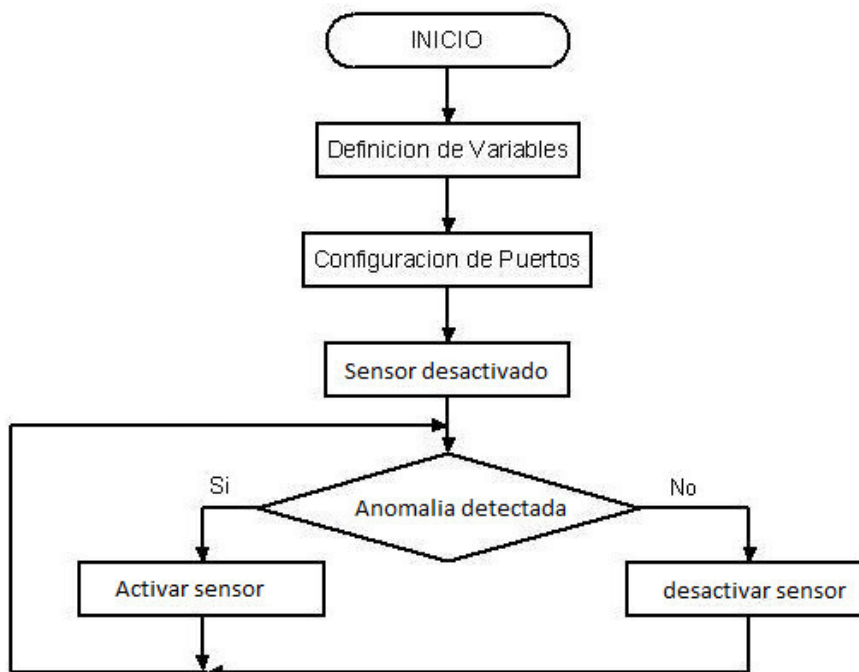 INICIO
Definicion de Variables
Configuracion de Puertos
Sensor desactivado
Si
No
Anomalia detectada
Activar sensor
desactivar sensor